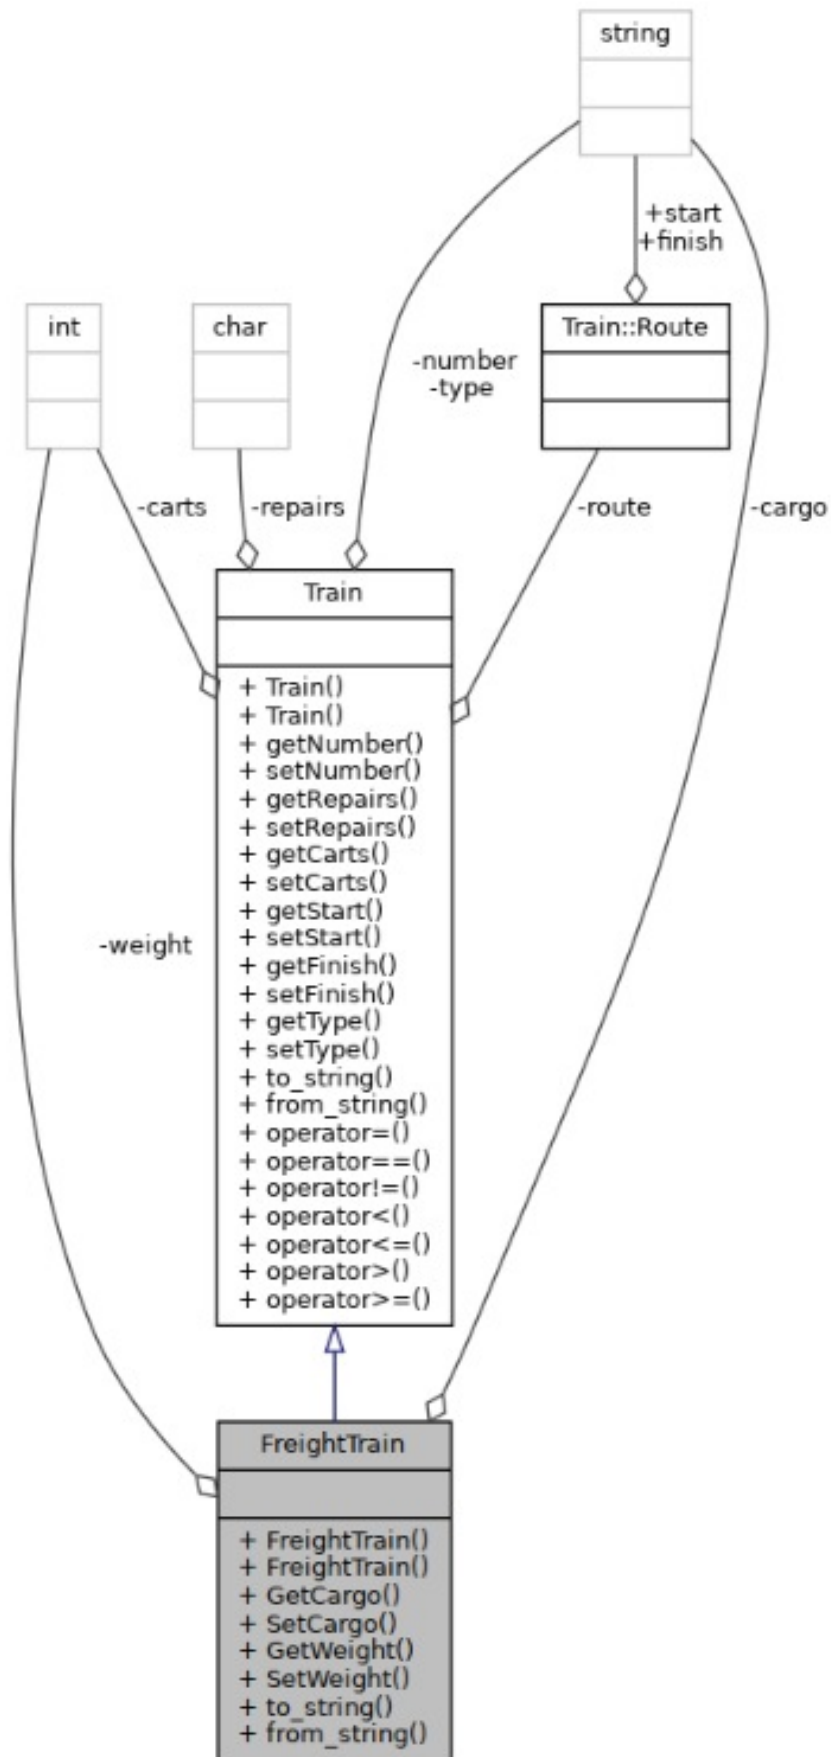 string
+start
+finish
int
char
Train::Route
-number
-type
-carts
-repairs
-route
-cargo
Train
+ Train()
+ Train()
+ getNumber()
+ setNumber()
+ getRepairs()
+ setRepairs()
+ getCarts()
+ setCarts()
+ getStart()
+ setStart()
+ getFinish()
+ setFinish()
+ getType()
+ setType()
+ to_string()
+ from_string()
+ operator=()
+ operator==()
+ operator!=()
+ operator<()
+ operator<=()
+ operator>()
+ operator>=()
-weight
FreightTrain
+ FreightTrain()
+ FreightTrain()
+ GetCargo()
+ SetCargo()
+ GetWeight()
+ SetWeight()
+ to_string()
+ from_string()